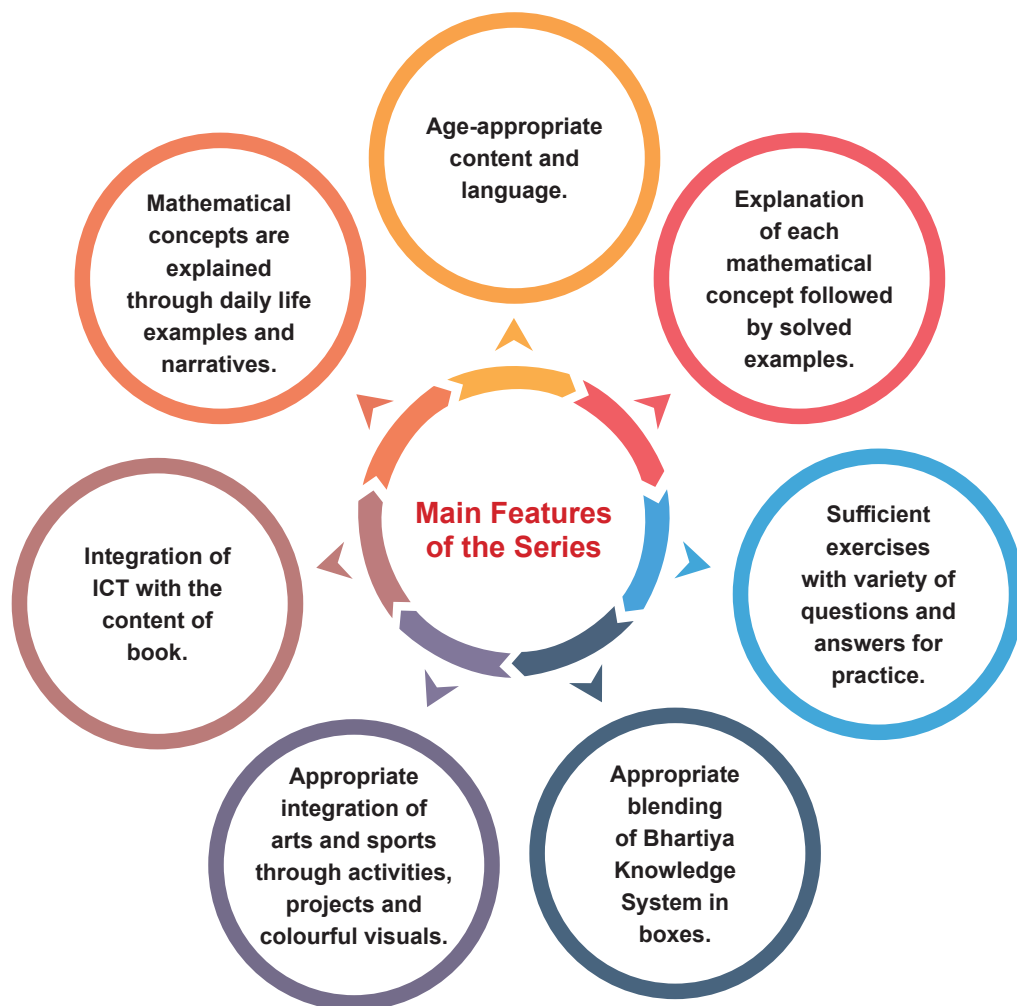 Main Features
of the Series
Age-appropriate
content and
language.
Explanation
of each
mathematical
concept followed
by solved
examples.
Sufficient
exercises
with variety of
questions and
answers for
practice.
Appropriate
blending
of Bhartiya
Knowledge
System in
boxes.
Appropriate
integration of
arts and sports
through activities,
projects and
colourful visuals.
Integration of
ICT with the
content of
book.
Mathematical
concepts are
explained
through daily life
examples and
narratives.